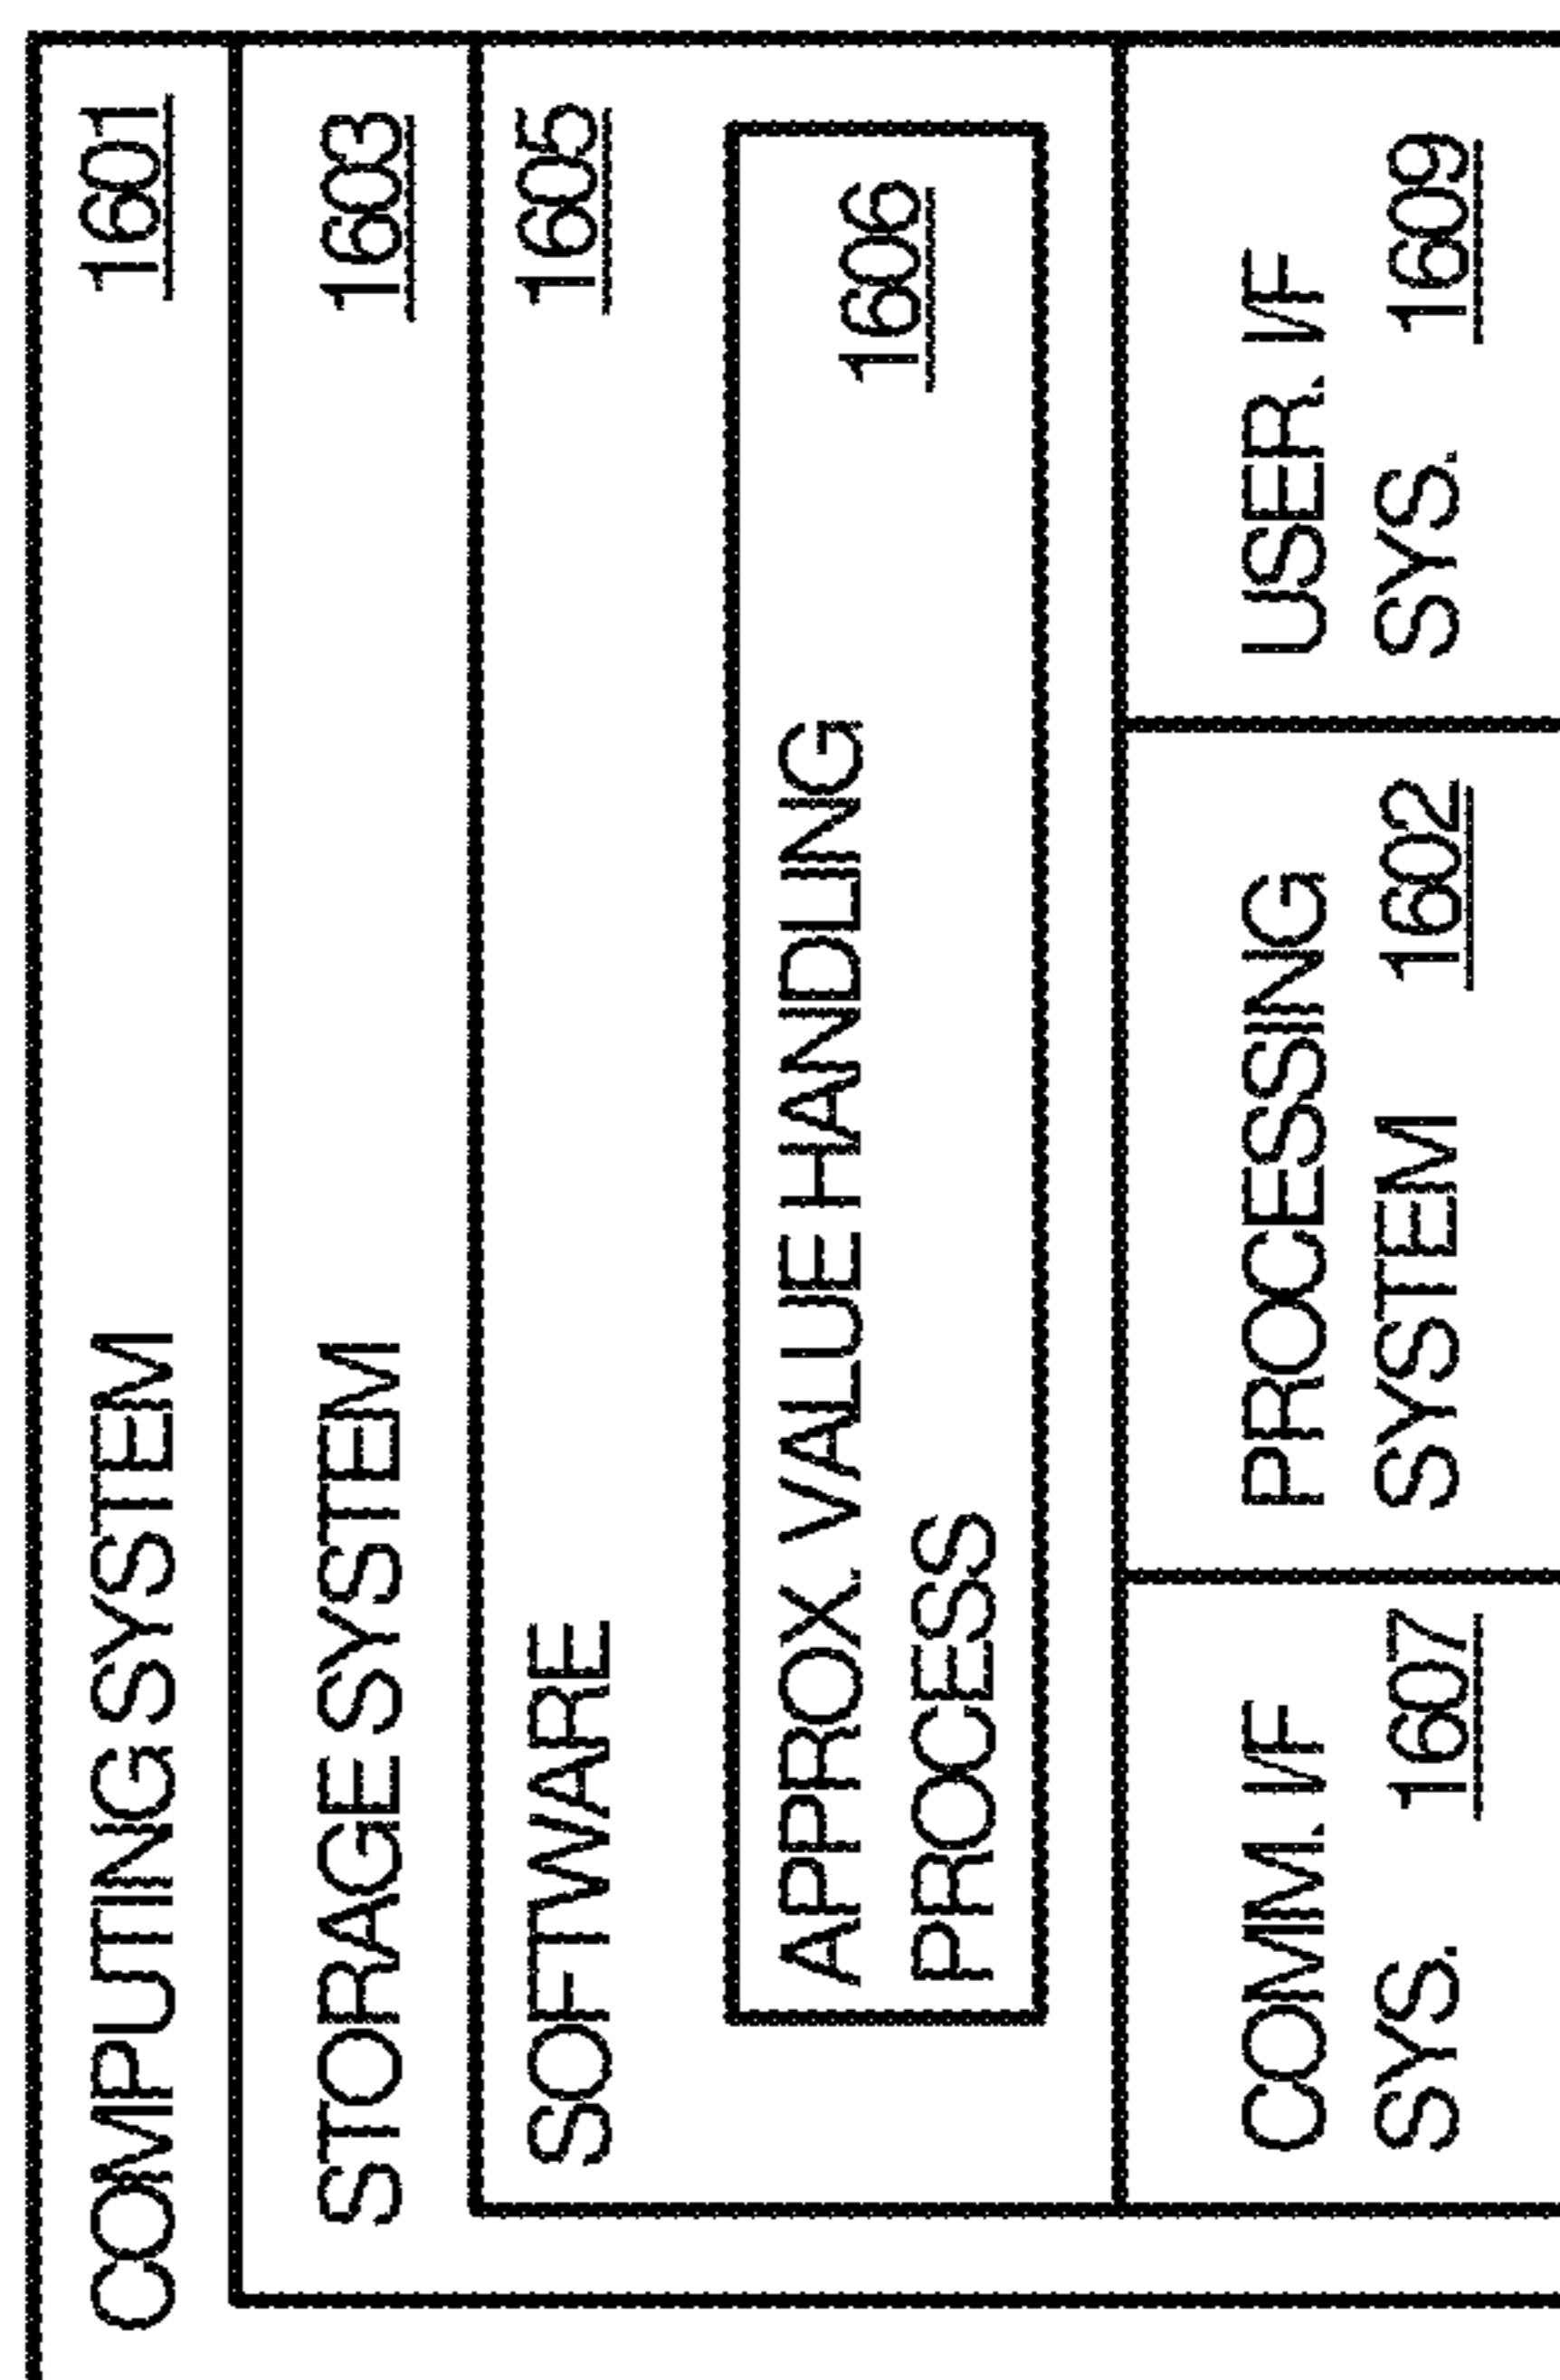 COMPUTING SYSTEM 1601
STORAGE SYSTEM 1603
SOFTWARE 1605
APPROX. VALUE HANDLING
PROCESS 1606
COMM. I/F
SYS. 1607
PROCESSING
SYSTEM 1602
USER. I/F
SYS. 1609